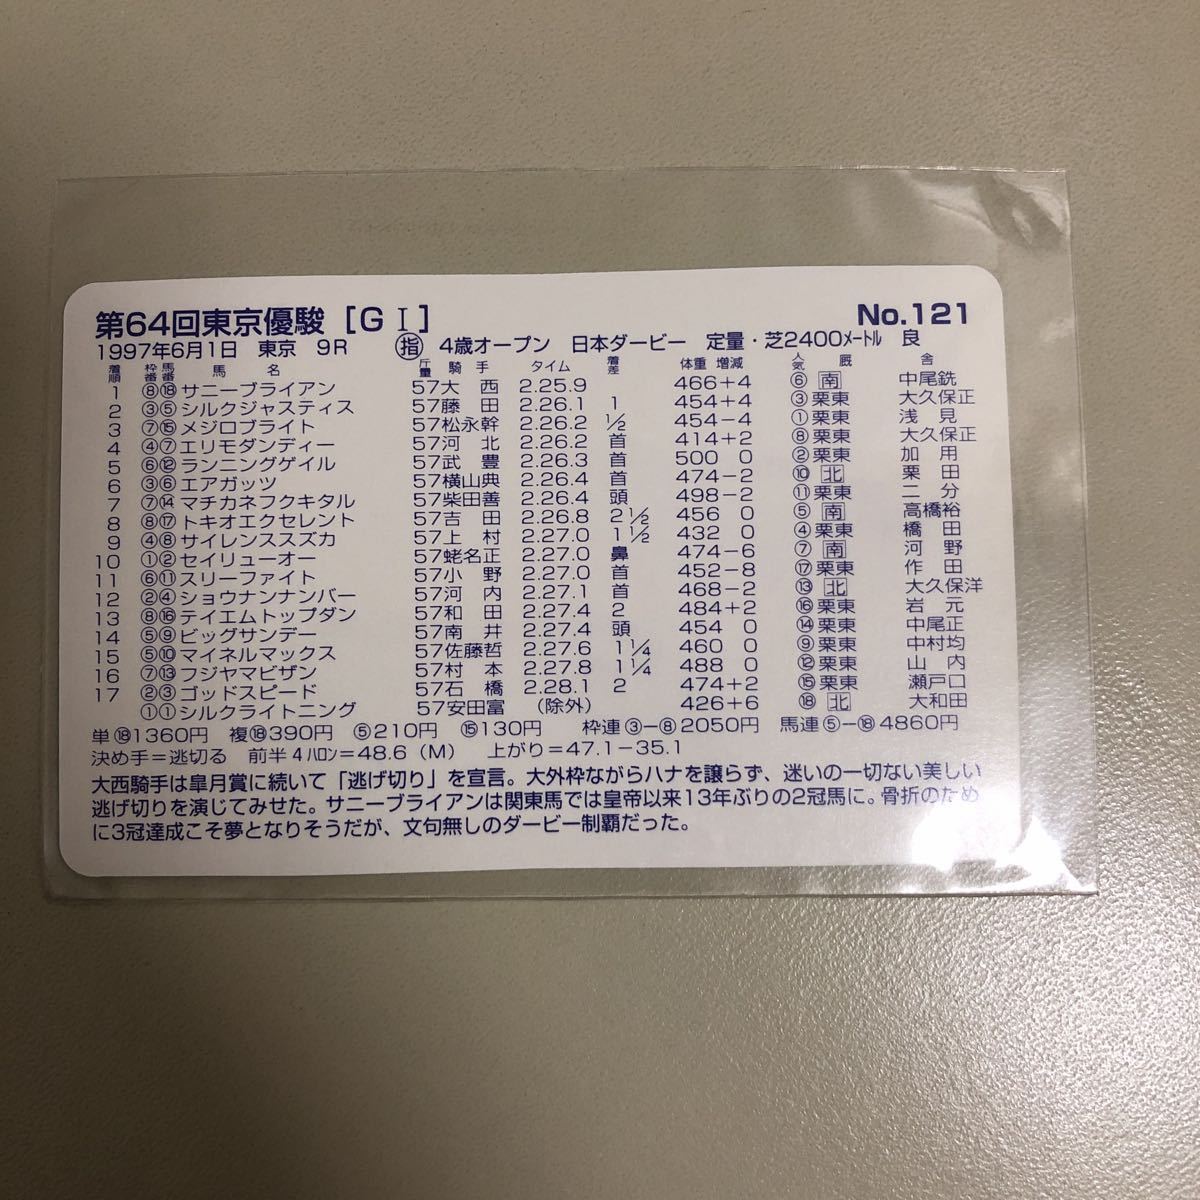 第64回東京優駿 [GⅠ] No.121
1997年6月1日 東京 9R ㊕指 4歳オープン 日本ダービー 定量・芝2400メートル 良
着順 枠番 馬番 馬名 斤量 騎手 タイム 着差 体重 増減 人気 厩舎
1 ⑧⑱サニーブライアン 57大西 2.25.9 466+4 ⑥南 中尾銑
2 ③⑤シルクジャスティス 57藤田 2.26.1 1 454+4 ③栗東 大久保正
3 ⑦⑮メジロブライト 57松永幹 2.26.2 1/2 454-4 ①栗東 浅見
4 ④⑦エリモダンディー 57河北 2.26.2 首 414+2 ⑧栗東 大久保正
5 ⑥⑫ランニングゲイル 57武豊 2.26.3 首 500 0 ②栗東 加用
6 ③⑥エアガッツ 57横山典 2.26.4 首 474-2 ⑩北 栗田
7 ⑦⑭マチカネフクキタル 57柴田善 2.26.4 頭 498-2 ⑪栗東 二分
8 ⑧⑰トキオエクセレント 57吉田 2.26.8 2 1/2 456 0 ⑤南 高橋裕
9 ④⑧サイレンススズカ 57上村 2.27.0 1 1/2 432 0 ④栗東 橋田
10 ①②セイリューオー 57蛯名正 2.27.0 鼻 474-6 ⑦南 河野
11 ⑥⑪スリーファイト 57小野 2.27.0 首 452-8 ⑰栗東 作田
12 ②④ショウナンナンバー 57河内 2.27.1 首 468-2 ⑬北 大久保洋
13 ⑧⑯テイエムトップダン 57和田 2.27.4 2 484+2 ⑯栗東 岩元
14 ⑤⑨ビッグサンデー 57南井 2.27.4 頭 454 0 ⑭栗東 中尾正
15 ⑤⑩マイネルマックス 57佐藤哲 2.27.6 1 1/4 460 0 ⑨栗東 中村均
16 ⑦⑬フジヤマビザン 57村本 2.27.8 1 1/4 488 0 ⑫栗東 山内
17 ②③ゴッドスピード 57石橋 2.28.1 2 474+2 ⑮栗東 瀬戸口
①①シルクライトニング 57安田富 (除外) 426+6 ⑱北 大和田
単⑱1360円 複⑱390円 ⑤210円 ⑮130円 枠連③-⑧2050円 馬連⑤-⑱4860円
決め手=逃切る 前半4ハロン=48.6(M) 上がり=47.1-35.1
大西騎手は皐月賞に続いて「逃げ切り」を宣言。大外枠ながらハナを譲らず、迷いの一切ない美しい
逃げ切りを演じてみせた。サニーブライアンは関東馬では皇帝以来13年ぶりの2冠馬に。骨折のため
に3冠達成こそ夢となりそうだが、文句無しのダービー制覇だった。